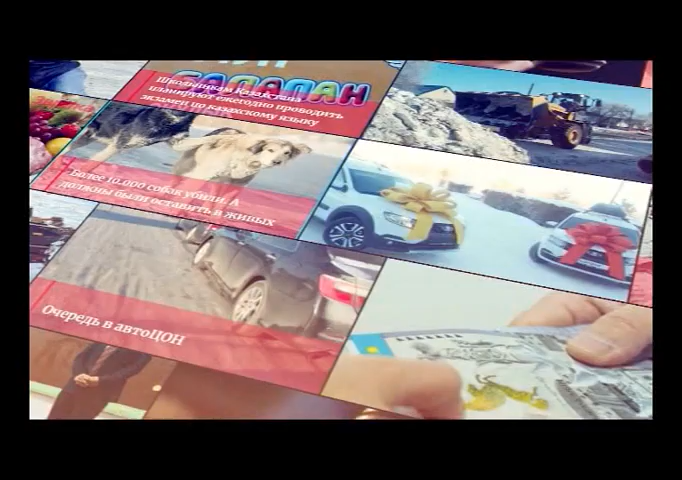 БАЛАПАН
Школьникам Казахстана
планируют ежегодно проводить
экзамен по казахскому языку
Более 10 000 собак убили. А
должны были оставить в живых
Очередь в автоЦОН